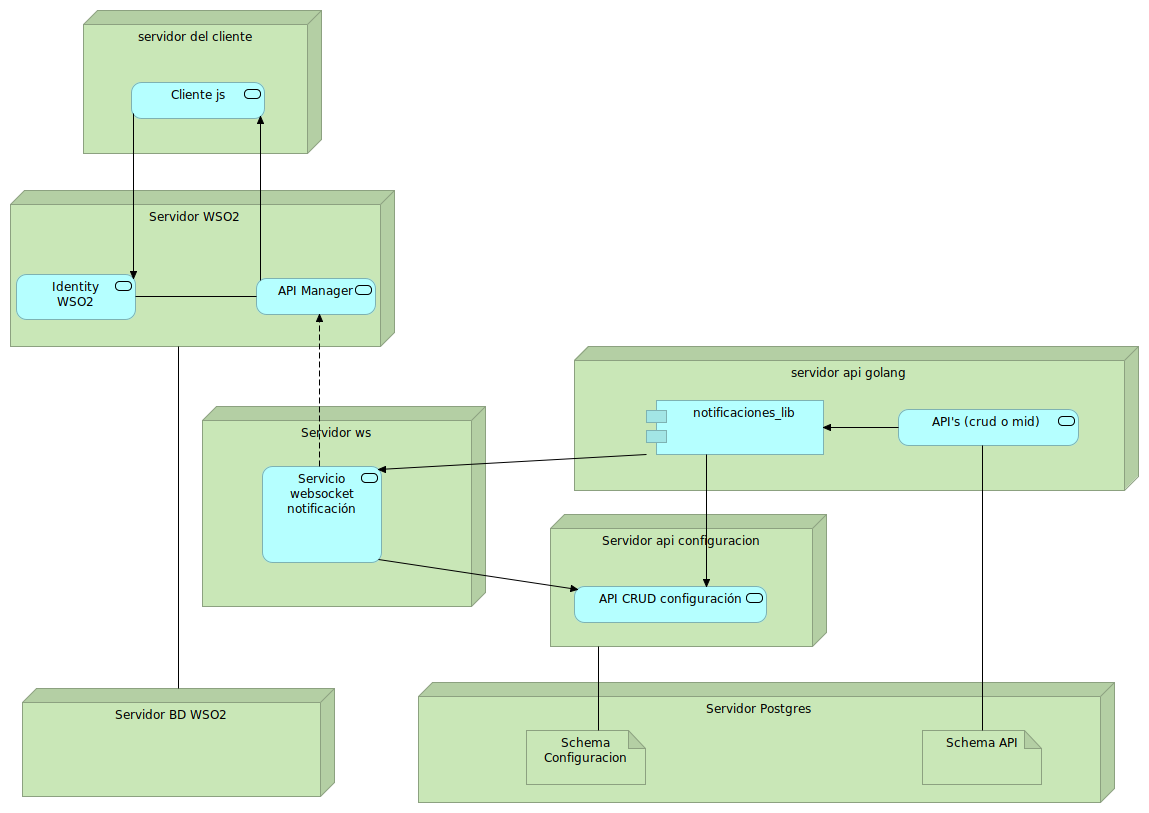 servidor del cliente
Cliente js
Servidor WSO2
Identity
WSO2
API Manager
servidor api golang
notificaciones_lib
API's (crud o mid)
Servidor ws
Servicio
websocket
notificación
Servidor api configuracion
API CRUD configuración
Servidor BD WSO2
Servidor Postgres
Schema
Configuracion
Schema API